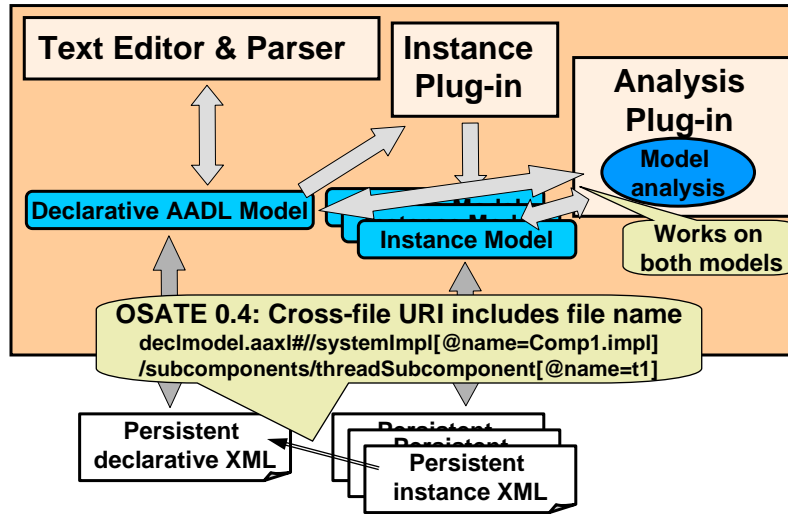 Text Editor & Parser
Instance
Plug-in
Analysis
Plug-in
Model
analysis
Declarative AADL Model
Instance Model
Works on
both models
OSATE 0.4: Cross-file URI includes file name
declmodel.aaxl#//systemImpl[@name=Comp1.impl]
/subcomponents/threadSubcomponent[@name=t1]
Persistent
declarative XML
Persistent
Persistent
Persistent
instance XML